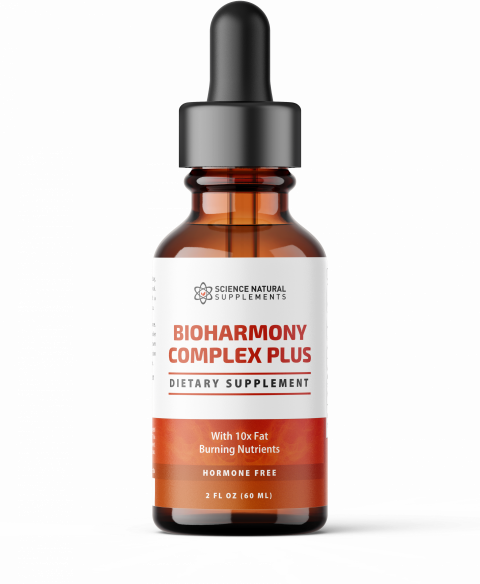 SCIENCE NATURAL
SUPPLEMENTS
BIOHARMONY
COMPLEX PLUS
DIETARY SUPPLEMENT
With 10x Fat
Burning Nutrients
HORMONE FREE
2 FL OZ (60 ML)